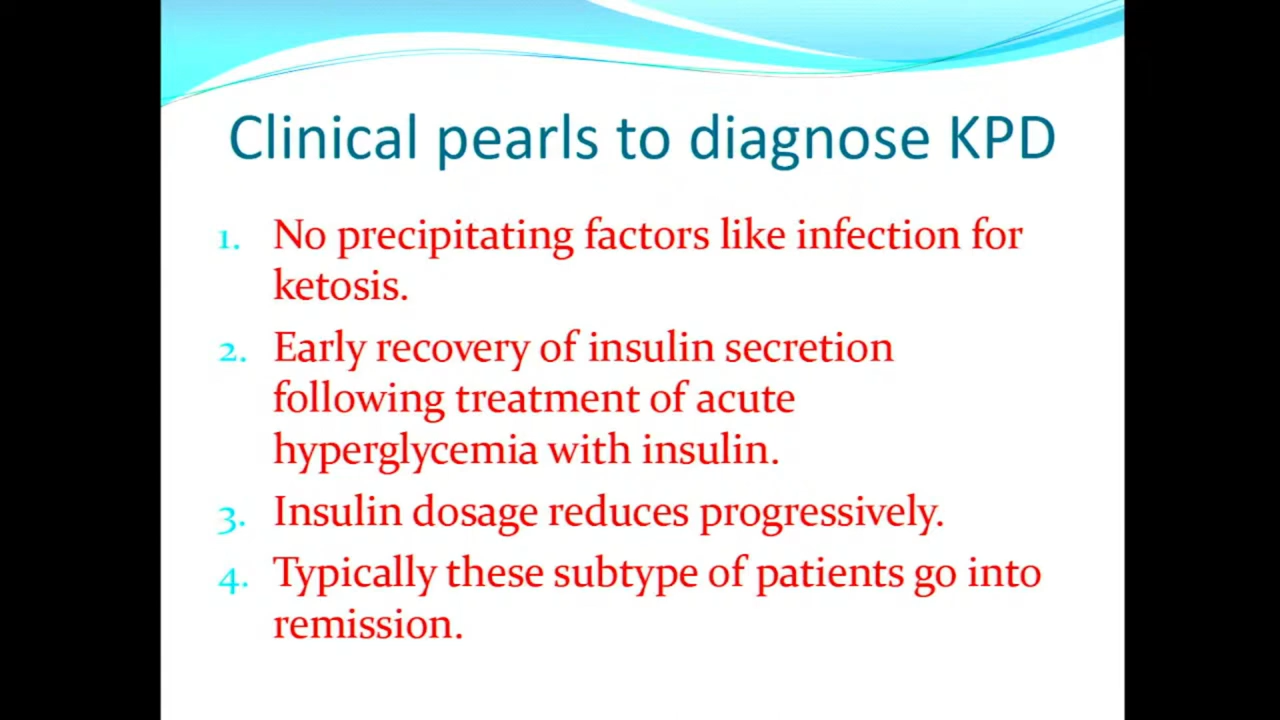 Clinical pearls to diagnose KPD
1. No precipitating factors like infection for
ketosis.
2. Early recovery of insulin secretion
following treatment of acute
hyperglycemia with insulin.
3. Insulin dosage reduces progressively.
4. Typically these subtype of patients go into
remission.